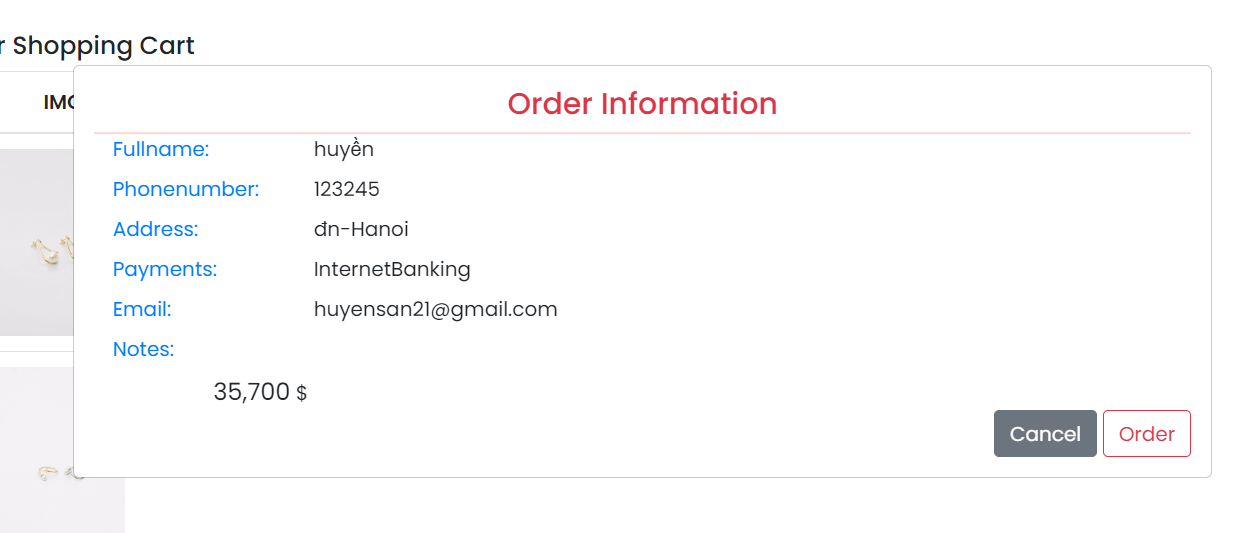 r Shopping Cart
IMG
Order Information
Fullname: huyền
Phonenumber: 123245
Address: đn-Hanoi
Payments: InternetBanking
Email: huyensan21@gmail.com
Notes:
35,700 $
Cancel Order